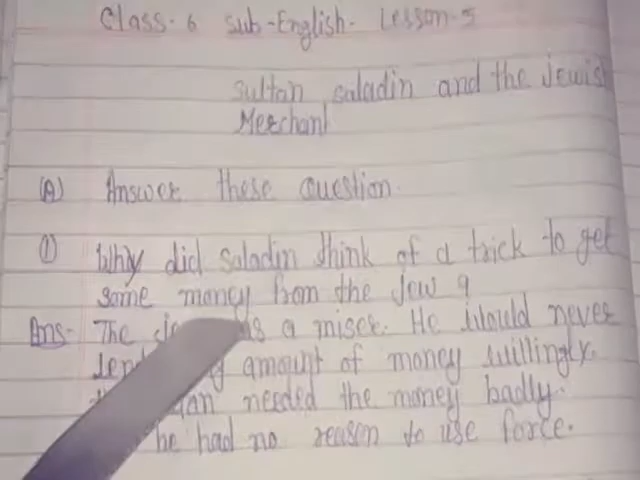 Class-6 Sub-English- Lesson-5
Sultan saladin and the Jewish
Merchant
(A) Answer these question.
(1) Why did saladin think of a trick to get
some money from the Jew ?
Ans- The is a miser. He would never
amount of money willingly.
needed the money badly.
he had no reason to use force.